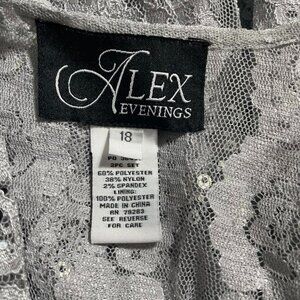 ALEX
EVENINGS
18
2PC SET
60% POLYESTER
38% NYLON
2% SPANDEX
LINING:
100% POLYESTER
MADE IN CHINA
RN 79283
SEE REVERSE
FOR CARE